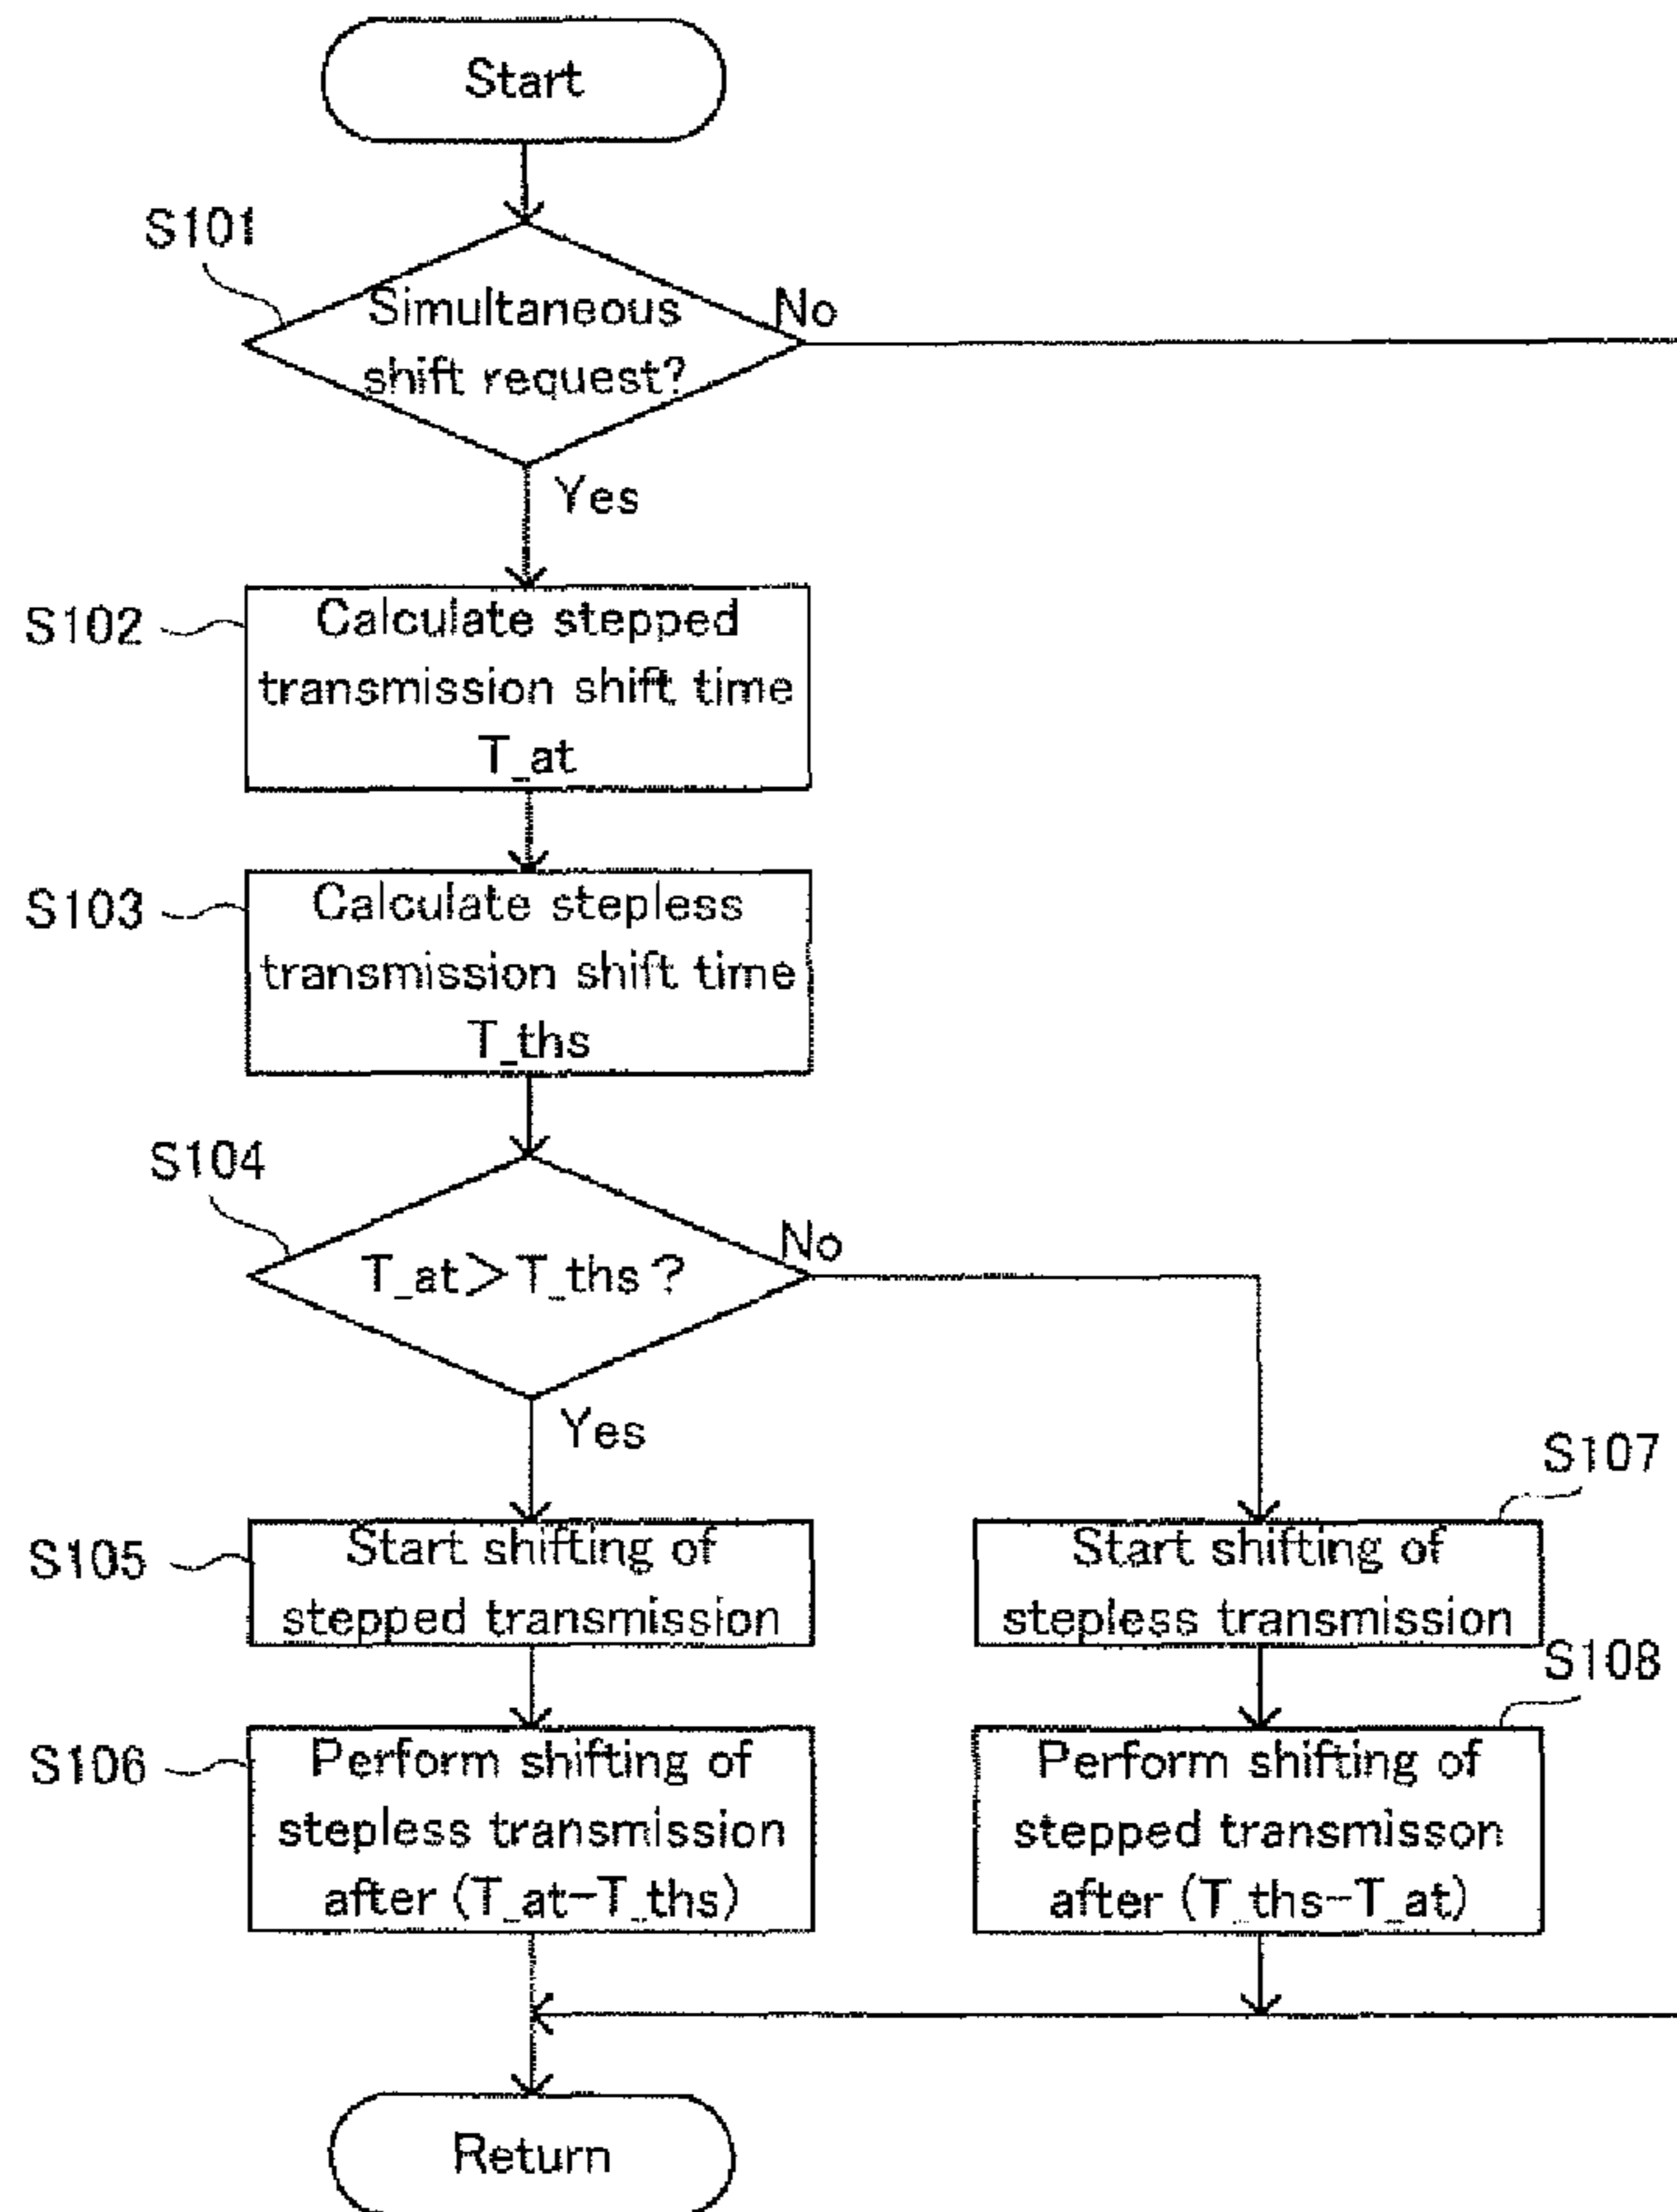 Start
S101
Simultaneous
shift request?
No
Yes
S102
Calculate stepped
transmission shift time
T_at
S103
Calculate stepless
transmission shift time
T_ths
S104
T_at>T_ths?
No
Yes
S105
Start shifting of
stepped transmission
S107
Start shifting of
stepless transmission
S106
Perform shifting of
stepless transmission
after (T_at-T_ths)
S108
Perform shifting of
stepped transmisson
after (T_ths-T_at)
Return